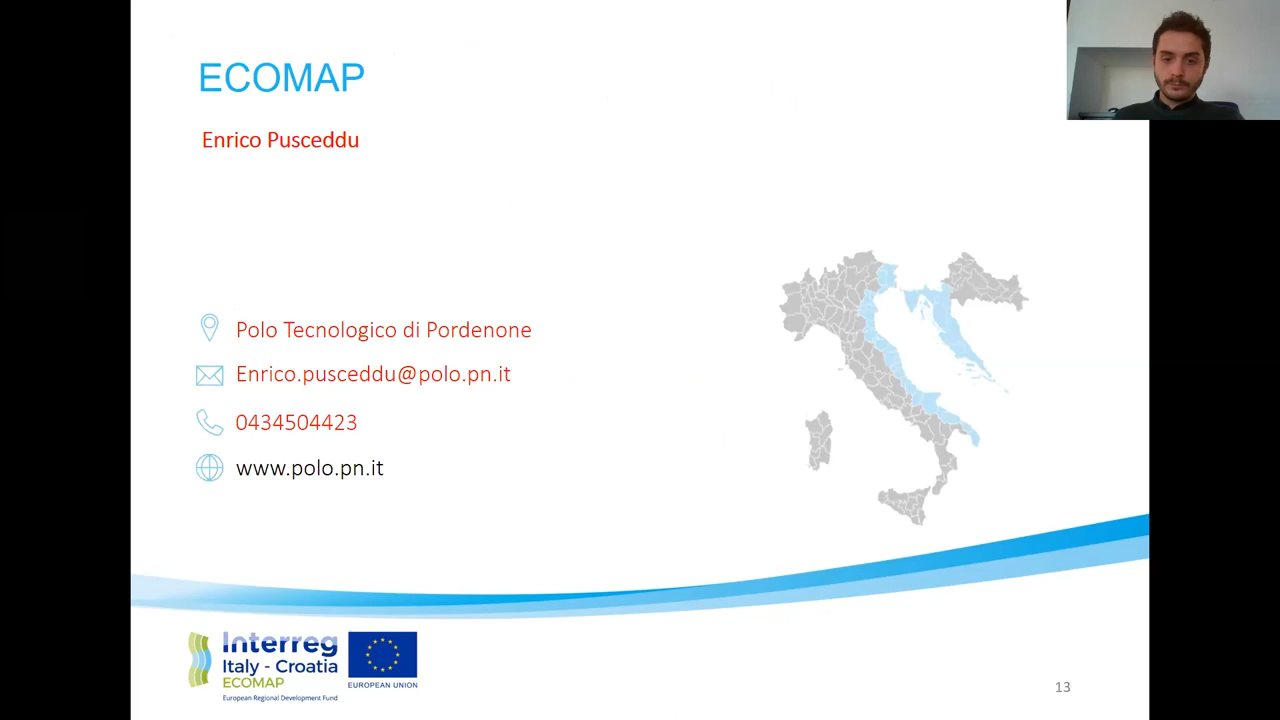 ECOMAP
Enrico Pusceddu
Polo Tecnologico di Pordenone
Enrico.pusceddu@polo.pn.it
0434504423
www.polo.pn.it
Interreg
Italy - Croatia
ECOMAP
European Regional Development Fund
EUROPEAN UNION
13